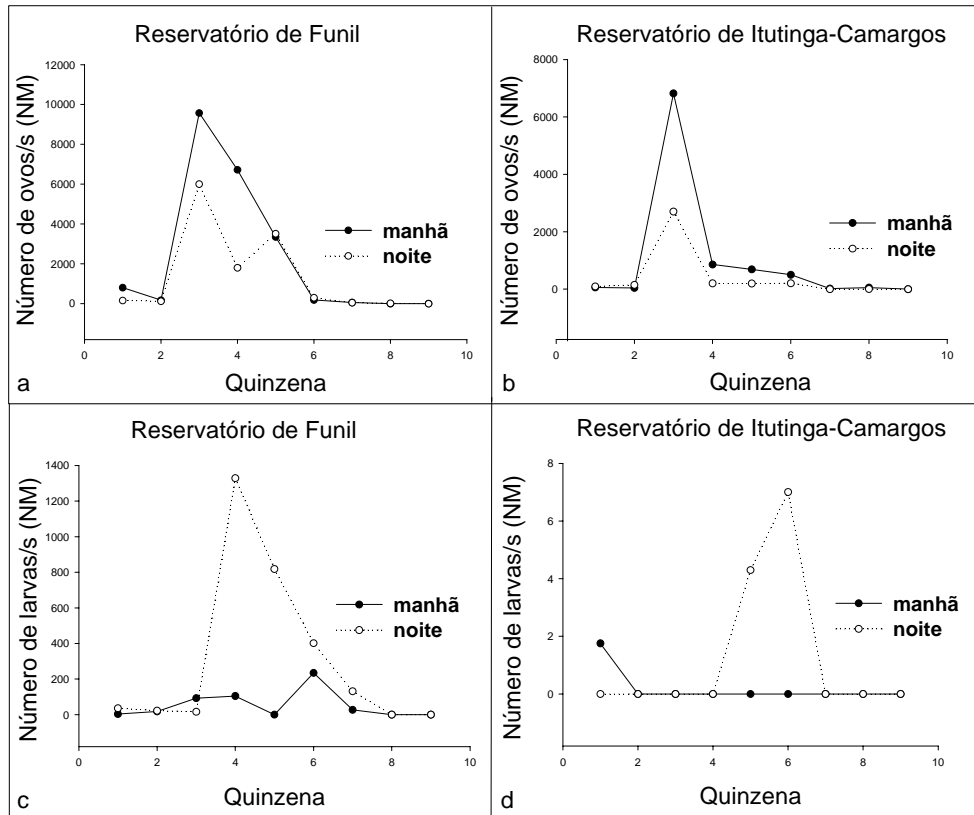 Reservatório de Funil
Número de ovos/s (NM)
12000
10000
8000
6000
4000
2000
0
manhã
noite
0 2 4 6 8 10
Quinzena
a
Reservatório de Itutinga-Camargos
Número de ovos/s (NM)
8000
6000
4000
2000
0
manhã
noite
0 2 4 6 8 10
Quinzena
b
Reservatório de Funil
Número de larvas/s (NM)
1400
1200
1000
800
600
400
200
0
manhã
noite
0 2 4 6 8 10
Quinzena
c
Reservatório de Itutinga-Camargos
Número de larvas/s (NM)
8
6
4
2
0
manhã
noite
0 2 4 6 8 10
Quinzena
d